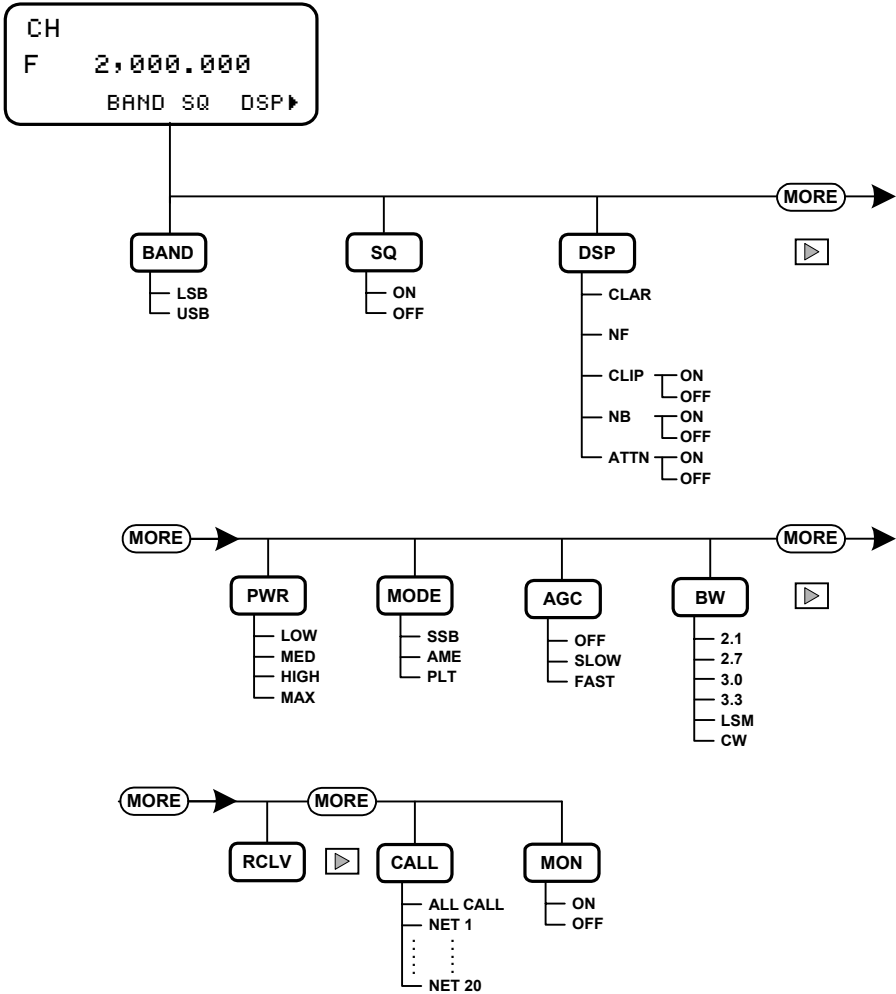 CH
F 2,000.000
BAND SQ DSP
MORE
BAND SQ DSP
LSB
USB
ON
OFF
CLAR
NF
CLIP ON
OFF
NB ON
OFF
ATTN ON
OFF
MORE MORE
PWR MODE AGC BW
LOW
MED
HIGH
MAX
SSB
AME
PLT
OFF
SLOW
FAST
2.1
2.7
3.0
3.3
LSM
CW
MORE MORE
RCLV CALL MON
ALL CALL
NET 1
NET 20
ON
OFF